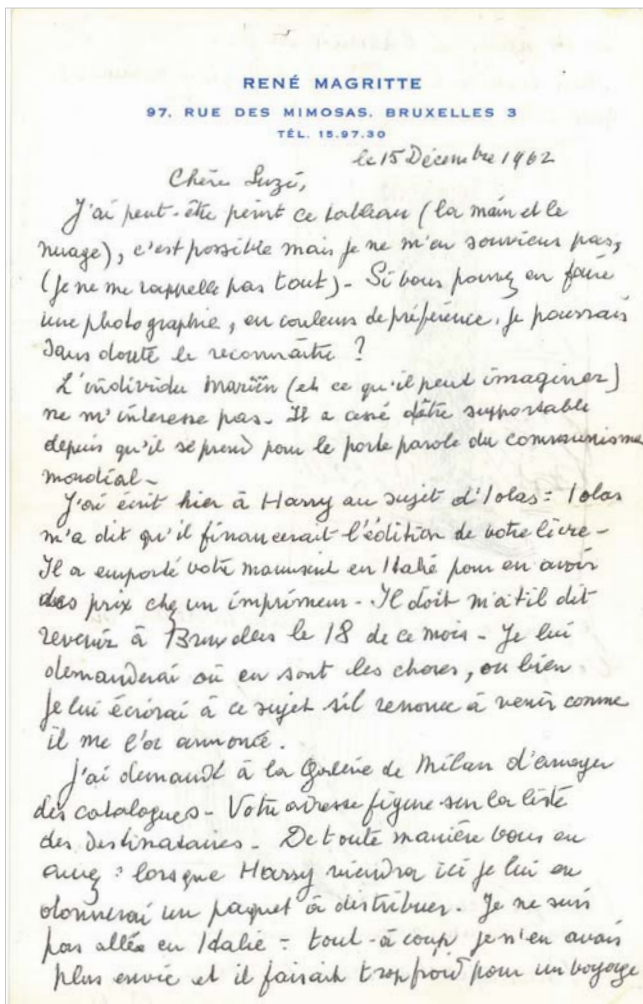 RENÉ MAGRITTE
97, RUE DES MIMOSAS, BRUXELLES 3
TÉL. 15.97.30
le 15 Décembre 1962
Chère Suzi,
J'ai peut-être peint ce tableau (la main et le
nuage), c'est possible mais je ne m'en souviens pas,
(je ne me rappelle pas tout) - Si vous pouvez en faire
une photographie, en couleurs de préférence, je pourrais
sans doute le reconnaître ?
L'individu Mariën (et ce qu'il peut imaginer)
ne m'interesse pas. Il a cessé d'être supportable
depuis qu'il se prend pour le porte parole du communisme
mondial -
J'ai écrit hier à Harry au sujet d'Iolas = Iolas
m'a dit qu'il financerait l'édition de votre livre -
Il a emporté votre manuscrit en Italie pour en avoir
des prix chez un imprimeur - Il doit m'a til dit
revenir à Bruxelles le 18 de ce mois - Je lui
demanderai où en sont les choses, ou bien
je lui écrirai à ce sujet s'il renonce à venir comme
il me l'a annoncé.
J'ai demandé à la Galerie de Milan d'envoyer
des catalogues - Votre adresse figure sur la liste
des destinataires - De toute manière vous en
aurez : lorsque Harry viendra ici je lui en
donnerai un paquet à distribuer. Je ne suis
pas allée en Italie = tout-à-coup je n'en avais
plus envie et il faisait trop froid pour un voyage